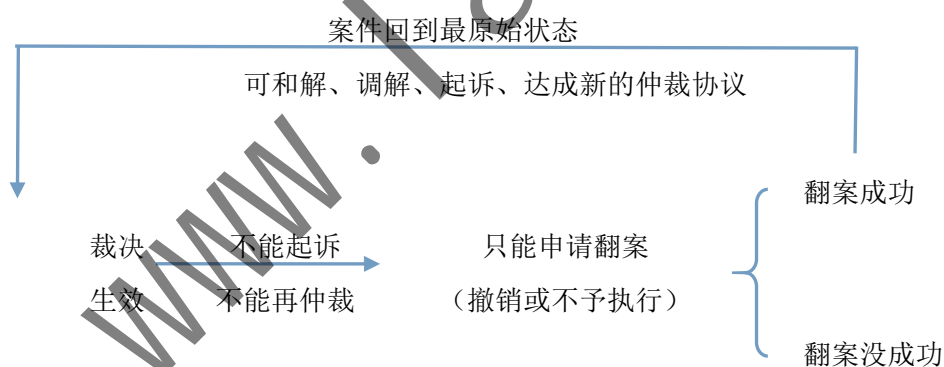 案件回到最原始状态
可和解、调解、起诉、达成新的仲裁协议
翻案成功
裁决 不能起诉 只能申请翻案
生效 不能再仲裁 （撤销或不予执行）
翻案没成功
www.